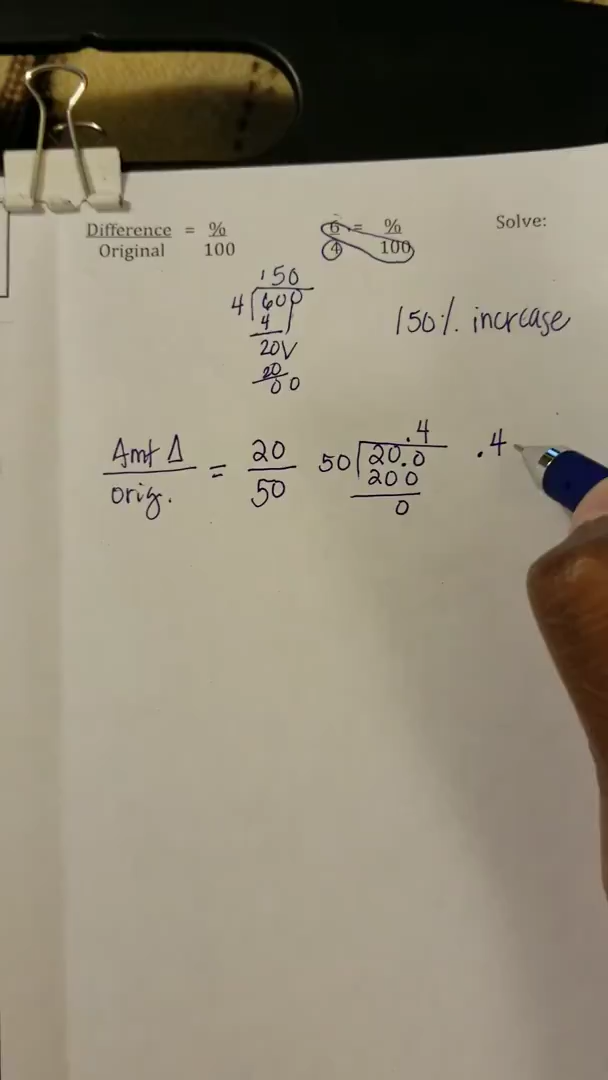 Difference = %
Original 100
6 = %
4 100
Solve:
150
4 600
4
20
20
00
150% increase
Amt Δ = 20
orig. 50
.4
50 20.0
200
0
.4